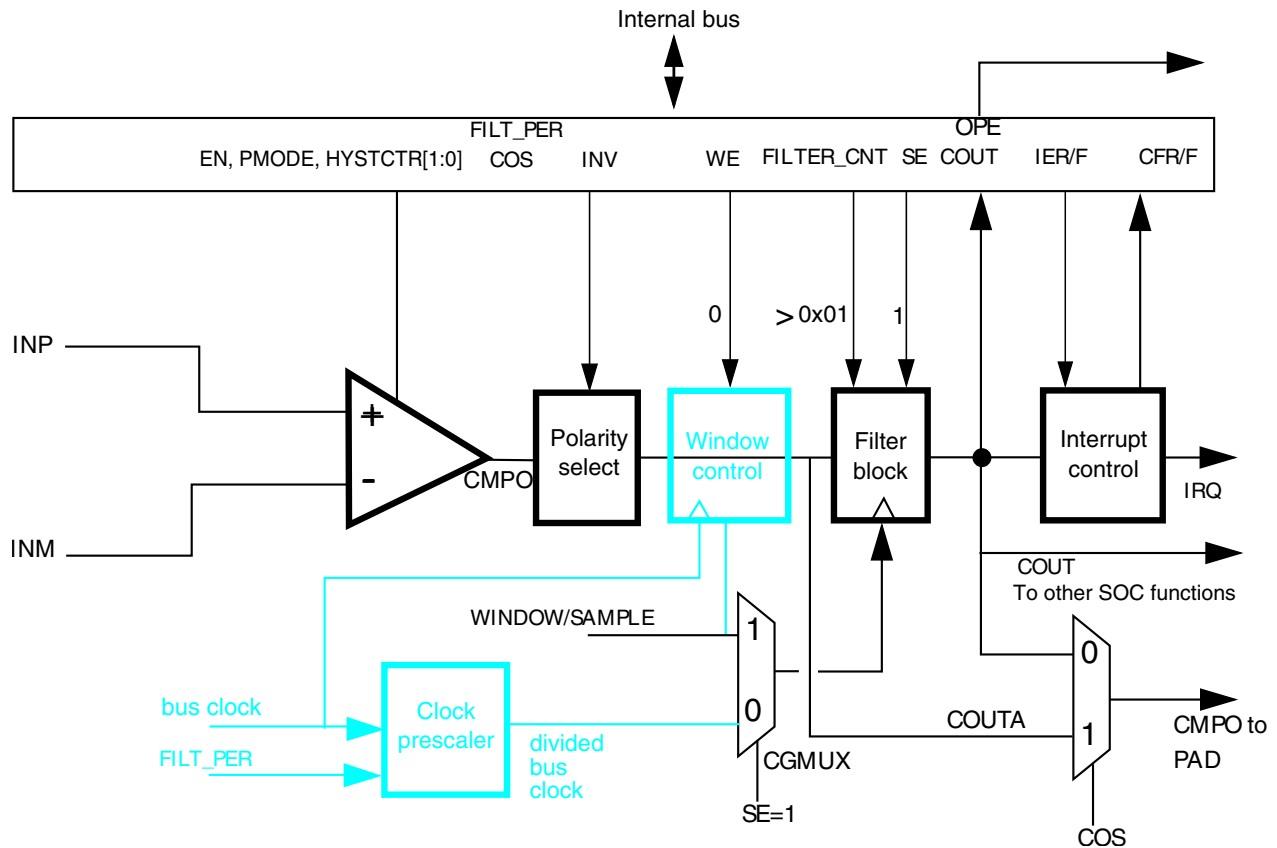 Internal bus
FILT_PER
OPE
EN, PMODE, HYSTCTR[1:0]
COS
INV
WE
FILTER_CNT
SE
COUT
IER/F
CFR/F
0
> 0x01
1
INP
+
-
INM
CMPO
Polarity
select
Window
control
Filter
block
Interrupt
control
IRQ
COUT
To other SOC functions
WINDOW/SAMPLE
1
0
CGMUX
SE=1
bus clock
FILT_PER
Clock
prescaler
divided
bus
clock
COUTA
0
1
CMPO to
PAD
COS